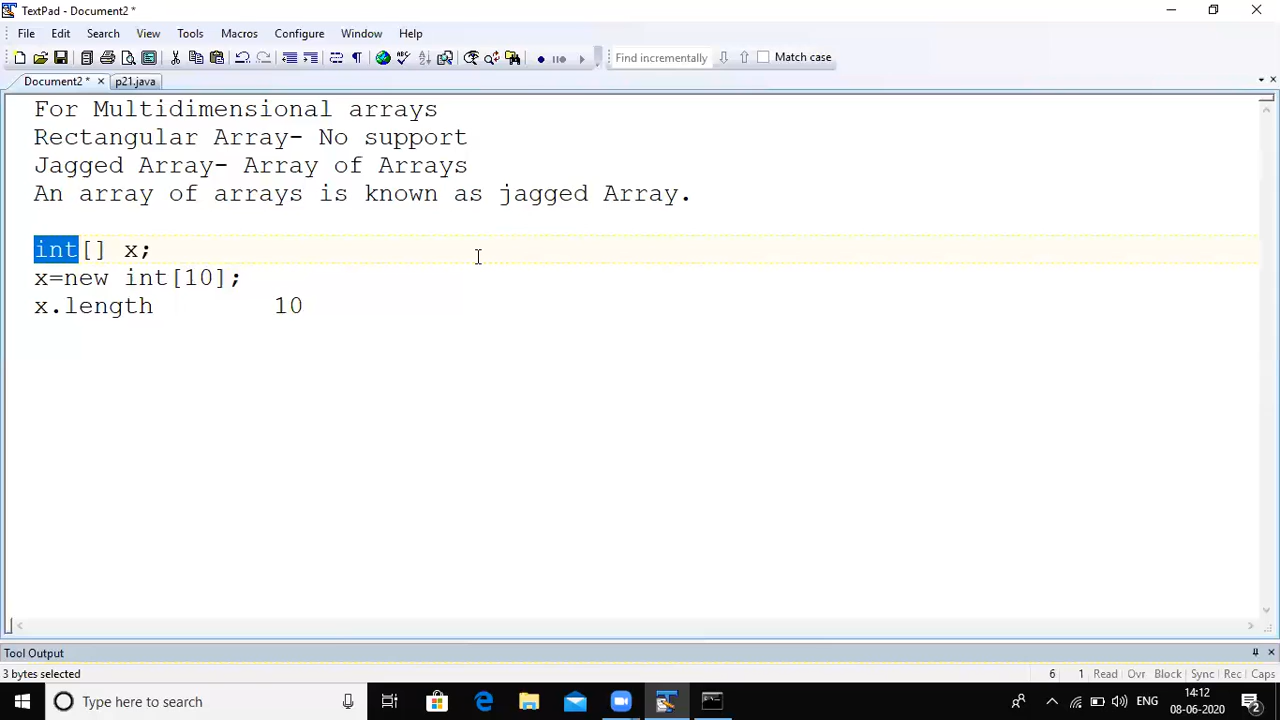 TextPad - Document2 *
File Edit Search View Tools Macros Configure Window Help
Find incrementally Match case
Document2 * p21.java
For Multidimensional arrays
Rectangular Array- No support
Jagged Array- Array of Arrays
An array of arrays is known as jagged Array.
int[] x;
x=new int[10];
x.length 10
Tool Output
3 bytes selected 6 1 Read Ovr Block Sync Rec Caps
Type here to search
ENG
14:12
08-06-2020
2